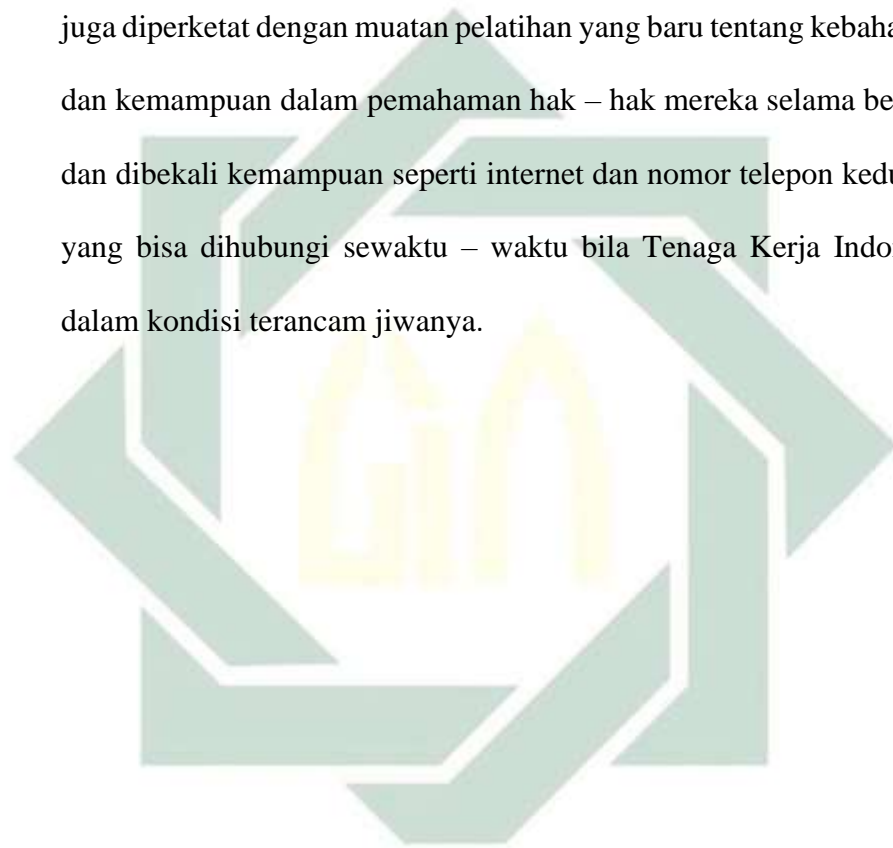 juga diperketat dengan muatan pelatihan yang baru tentang kebaha
dan kemampuan dalam pemahaman hak – hak mereka selama be
dan dibekali kemampuan seperti internet dan nomor telepon kedu
yang bisa dihubungi sewaktu – waktu bila Tenaga Kerja Indo
dalam kondisi terancam jiwanya.